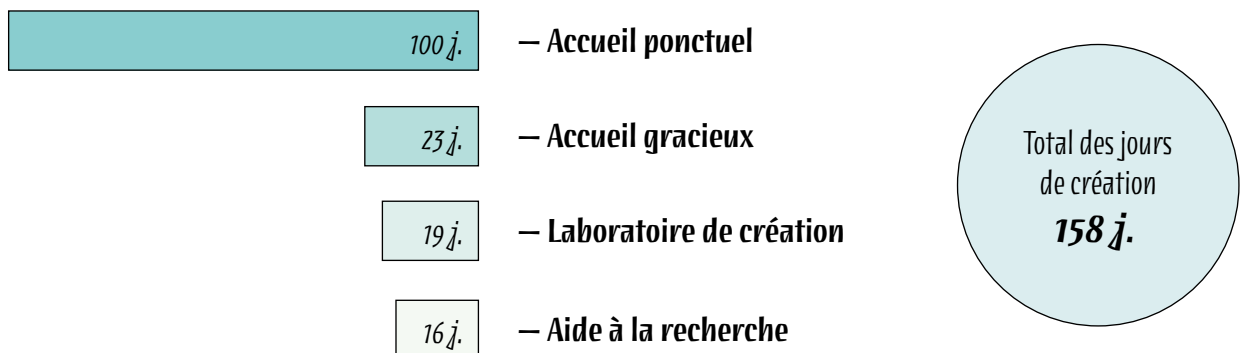 100 j. – Accueil ponctuel
23 j. – Accueil gracieux
19 j. – Laboratoire de création
16 j. – Aide à la recherche
Total des jours
de création
158 j.